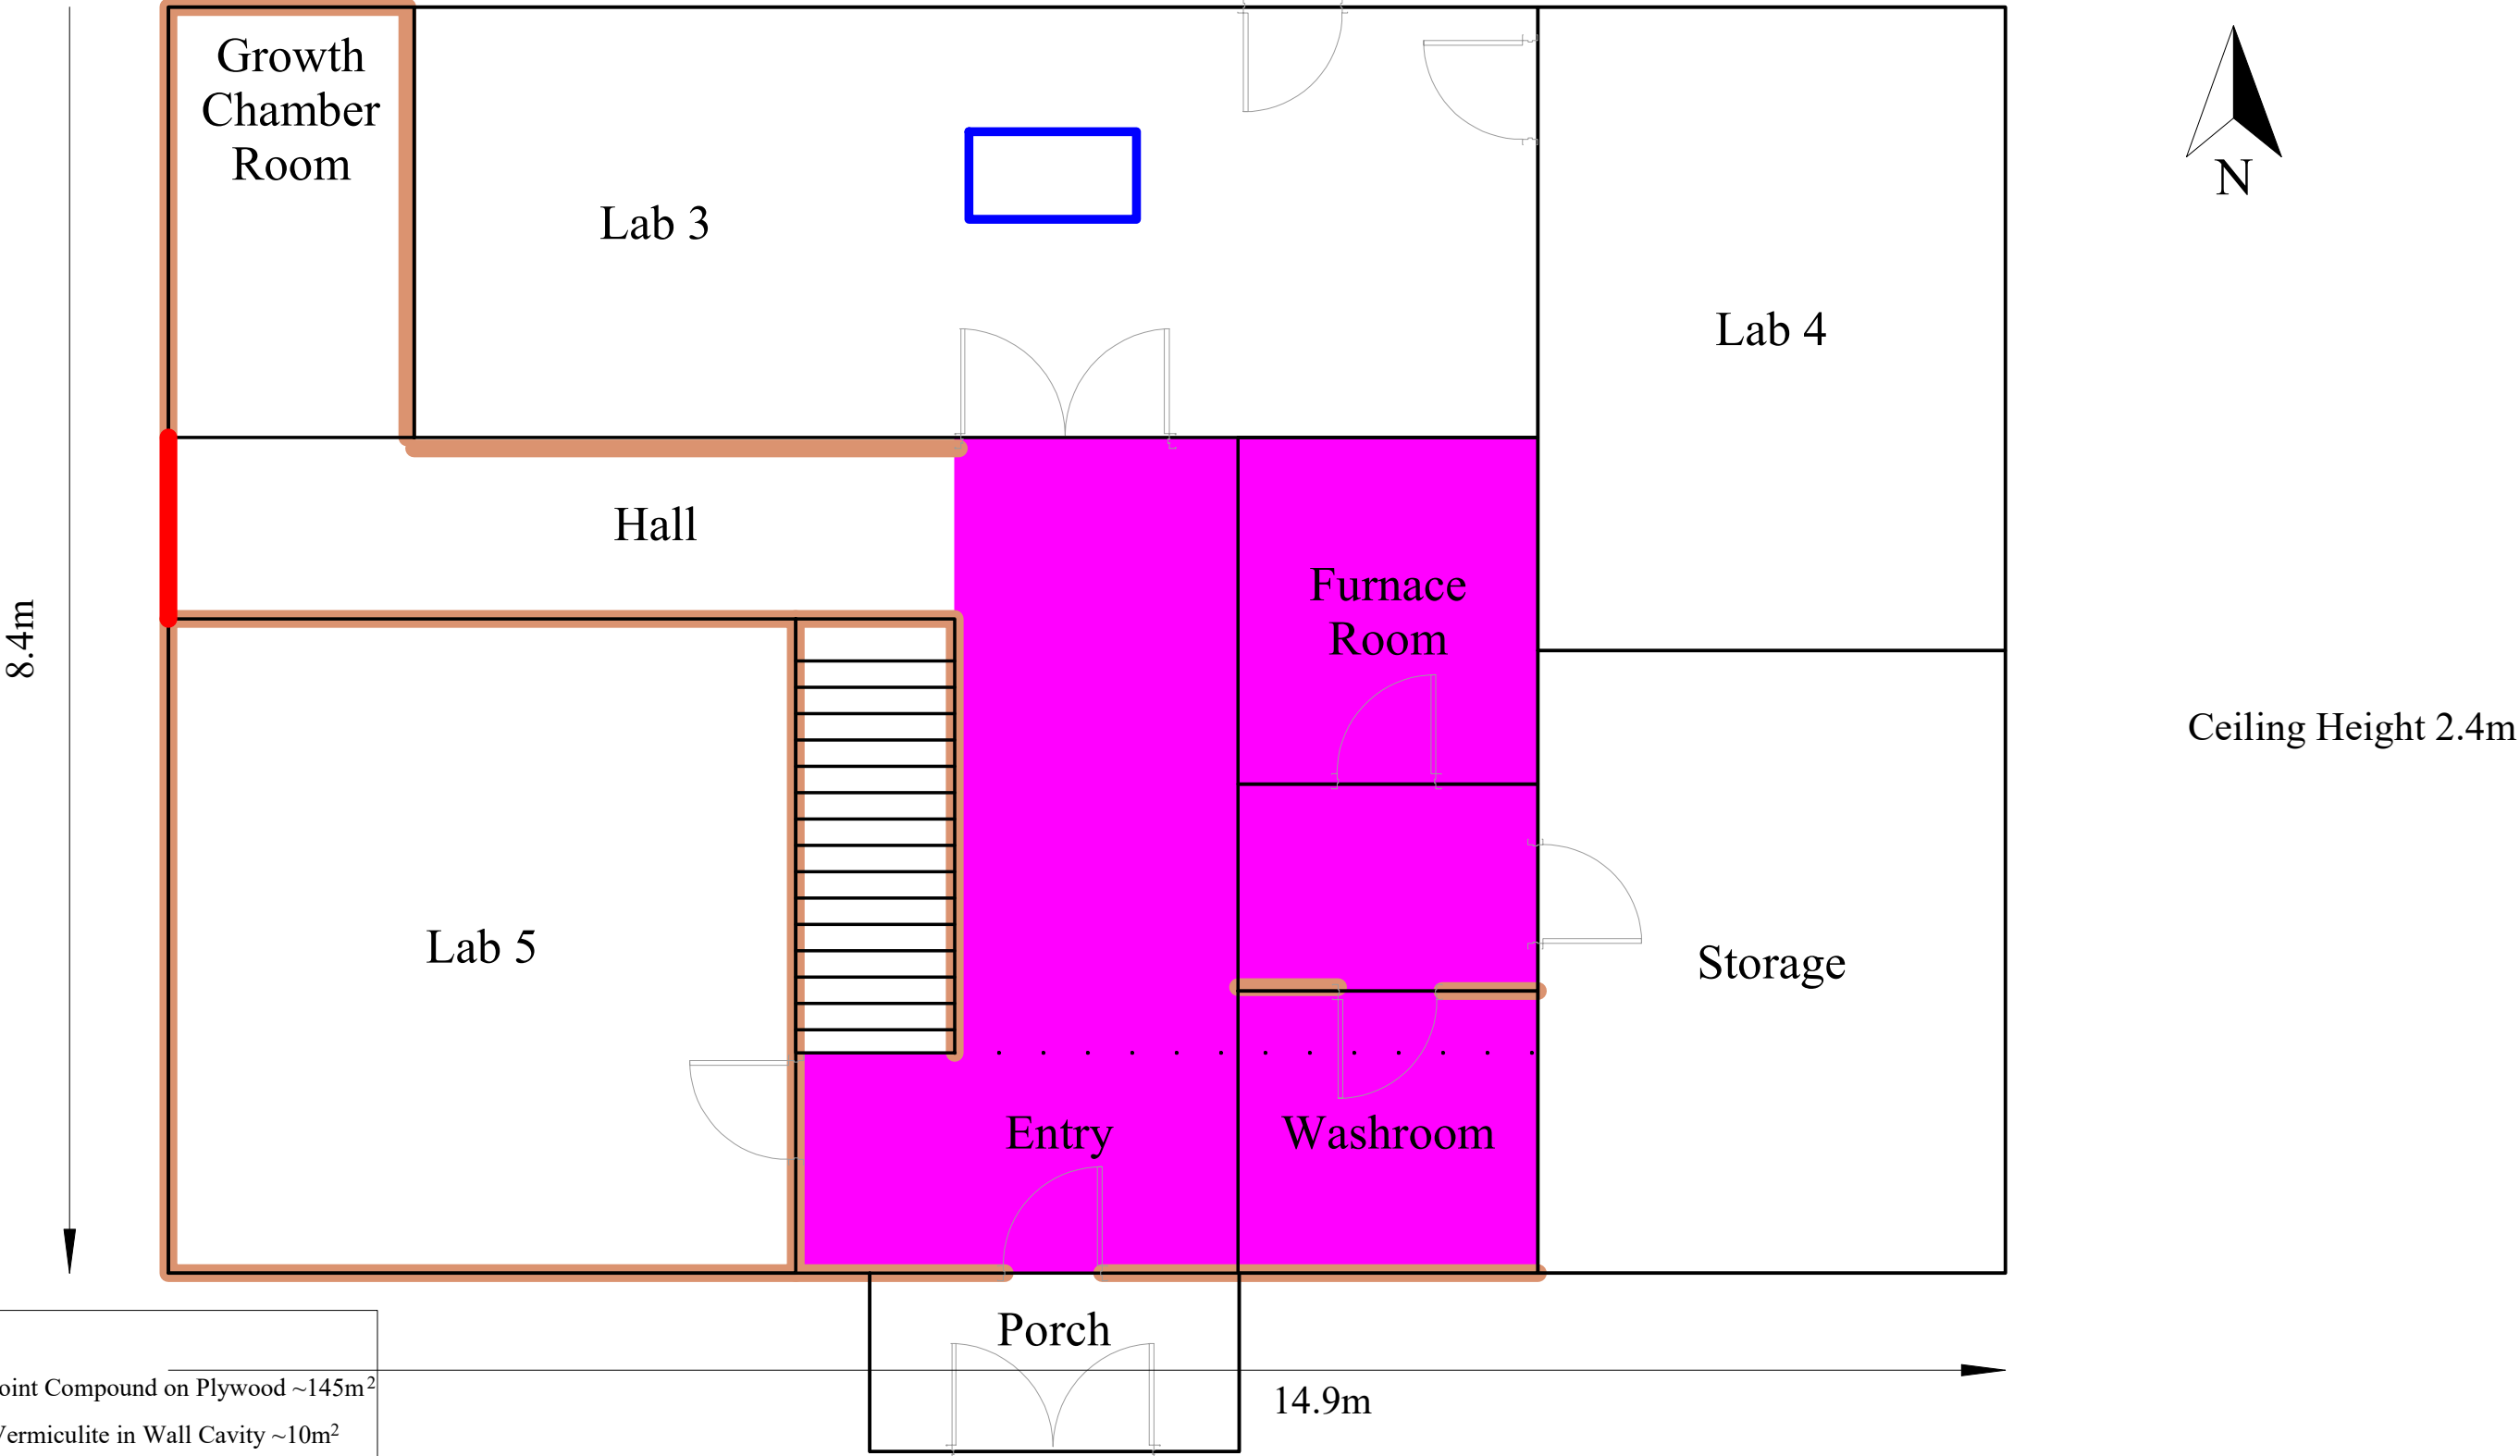 Growth
Chamber
Room
N
Lab 3
Lab 4
Hall
Furnace
Room
8.4m
Ceiling Height 2.4m
Lab 5
Storage
Entry
Washroom
Porch
oint Compound on Plywood ~145m²
14.9m
Vermiculite in Wall Cavity ~10m²